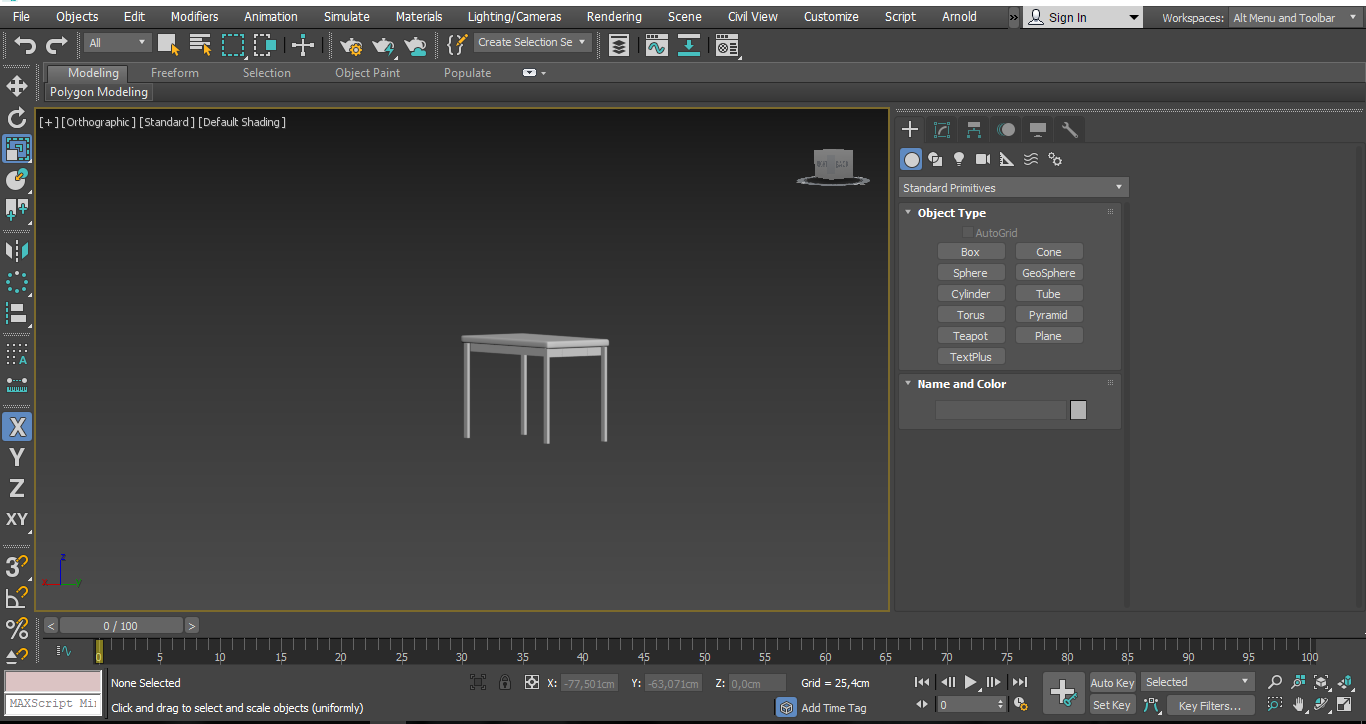 File Objects Edit Modifiers Animation Simulate Materials Lighting/Cameras Rendering Scene Civil View Customize Script Arnold » Sign In Workspaces: Alt Menu and Toolbar
All Create Selection Se
Modeling Freeform Selection Object Paint Populate
Polygon Modeling
[+] [Orthographic] [Standard] [Default Shading]
Standard Primitives
Object Type
AutoGrid
Box Cone
Sphere GeoSphere
Cylinder Tube
Torus Pyramid
Teapot Plane
TextPlus
Name and Color
A
X
Y
Z
XY
3
%
z
x y
< 0 / 100 >
0 5 10 15 20 25 30 35 40 45 50 55 60 65 70 75 80 85 90 95 100
None Selected X: -77,501cm Y: -63,071cm Z: 0,0cm Grid = 25,4cm Auto Key Selected
MAXScript Mi Click and drag to select and scale objects (uniformly) Add Time Tag 0 Set Key Key Filters...